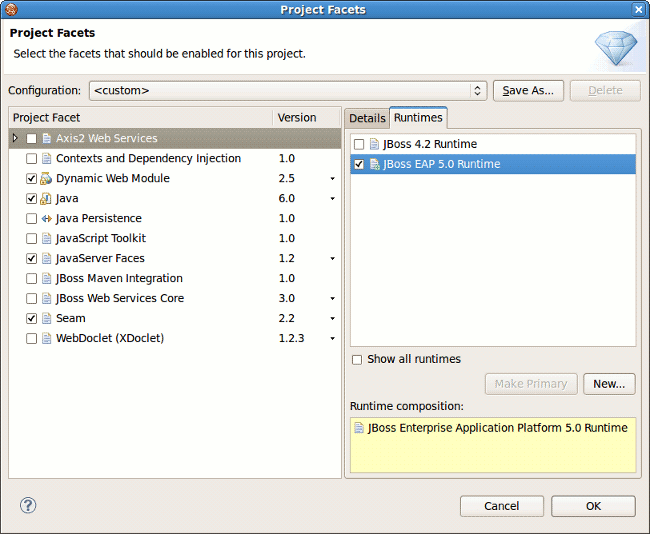 Project Facets
Project Facets
Select the facets that should be enabled for this project.
Configuration: <custom> Save As... Delete
Project Facet Version
Axis2 Web Services
Contexts and Dependency Injection 1.0
Dynamic Web Module 2.5
Java 6.0
Java Persistence 1.0
JavaScript Toolkit 1.0
JavaServer Faces 1.2
JBoss Maven Integration 1.0
JBoss Web Services Core 3.0
Seam 2.2
WebDoclet (XDoclet) 1.2.3
Details Runtimes
JBoss 4.2 Runtime
JBoss EAP 5.0 Runtime
Show all runtimes
Make Primary New...
Runtime composition:
JBoss Enterprise Application Platform 5.0 Runtime
? Cancel OK